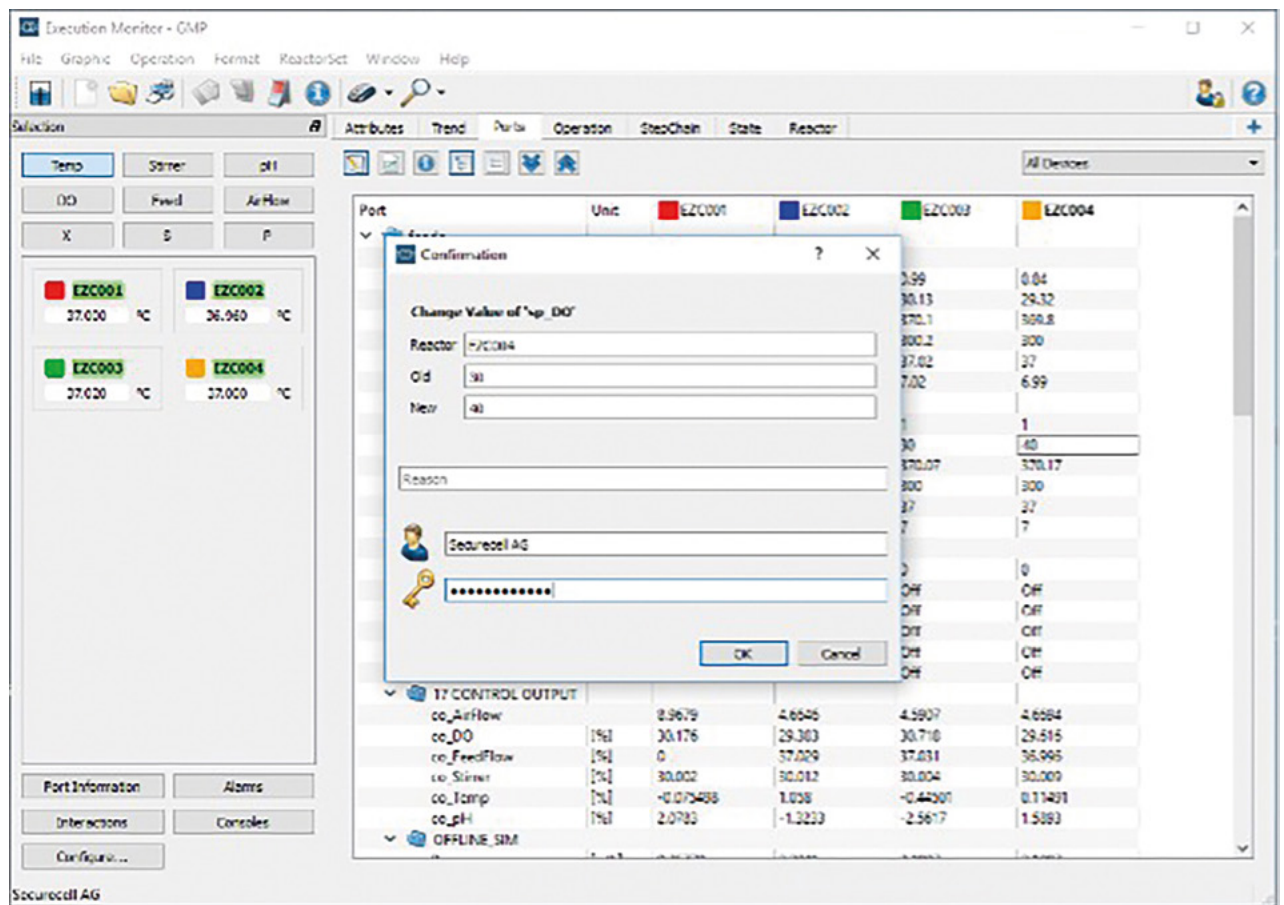 Execution Monitor - GMP
File Graphic Operation Format ReactorSet Window Help
Selection
Attributes Trend Ports Operation StepChain State Reactor
Temp Stirrer pH
DO Feed AirFlow
X S P
All Devices
Port Unit EZC001 EZC002 EZC003 EZC004
EZC001 EZC002
37.000 °C 36.960 °C
EZC003 EZC004
37.020 °C 37.000 °C
Confirmation ?
Change Value of "sp_DO"
Reactor EZC004
Old 30
New 40
Reason
Securecell AG
OK Cancel
0.99 0.84
30.13 29.32
370.1 369.8
300.2 300
37.02 37
7.02 6.99
1 1
30 40
370.07 370.17
300 300
37 37
7 7
0 0
Off Off
Off Off
Off Off
Off Off
Off Off
17 CONTROL OUTPUT
co_AirFlow 8.9679 4.6646 4.5907 4.6694
co_DO [%] 30.176 29.383 30.718 29.616
co_FeedFlow [%] 0 37.029 37.031 36.995
co_Stirrer [%] 30.002 30.012 30.004 30.009
co_Temp [%] -0.075498 1.058 -0.44501 0.11491
co_pH [%] 2.0783 -1.3233 -2.5617 1.5893
OFFLINE_SIM
Port Information Alarms
Interactions Consoles
Configure...
Securecell AG